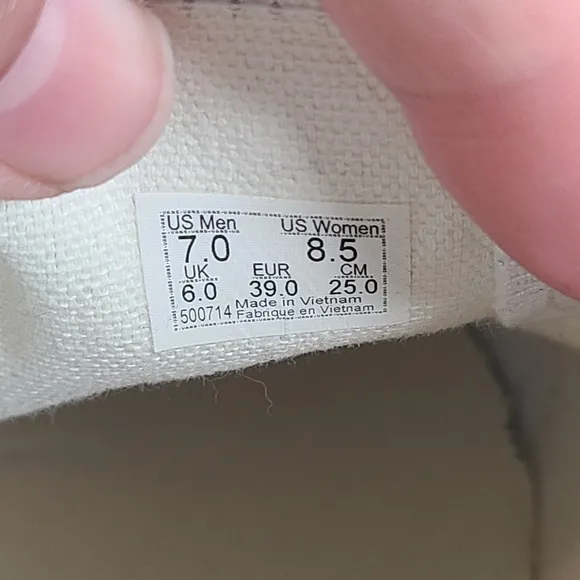 US Men US Women
7.0 8.5
UK EUR CM
6.0 39.0 25.0
Made in Vietnam
500714 Fabrique en Vietnam